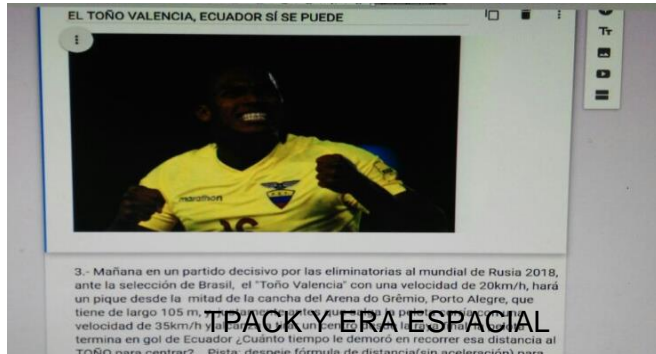 EL TOÑO VALENCIA, ECUADOR SÍ SE PUEDE
Tт
marathon
3.- Mañana en un partido decisivo por las eliminatorias al mundial de Rusia 2018,
ante la selección de Brasil, el "Toño Valencia" con una velocidad de 20km/h, hará
un pique desde la mitad de la cancha del Arena do Grêmio, Porto Alegre, que
tiene de largo 105 m,
velocidad de 35km/h y
TPACK Y ERA ESPACIAL
termina en gol de Ecuador ¿Cuánto tiempo le demoró en recorrer esa distancia al
TOÑO para centrar? Pista: despeje fórmula de distancia(sin aceleración) para